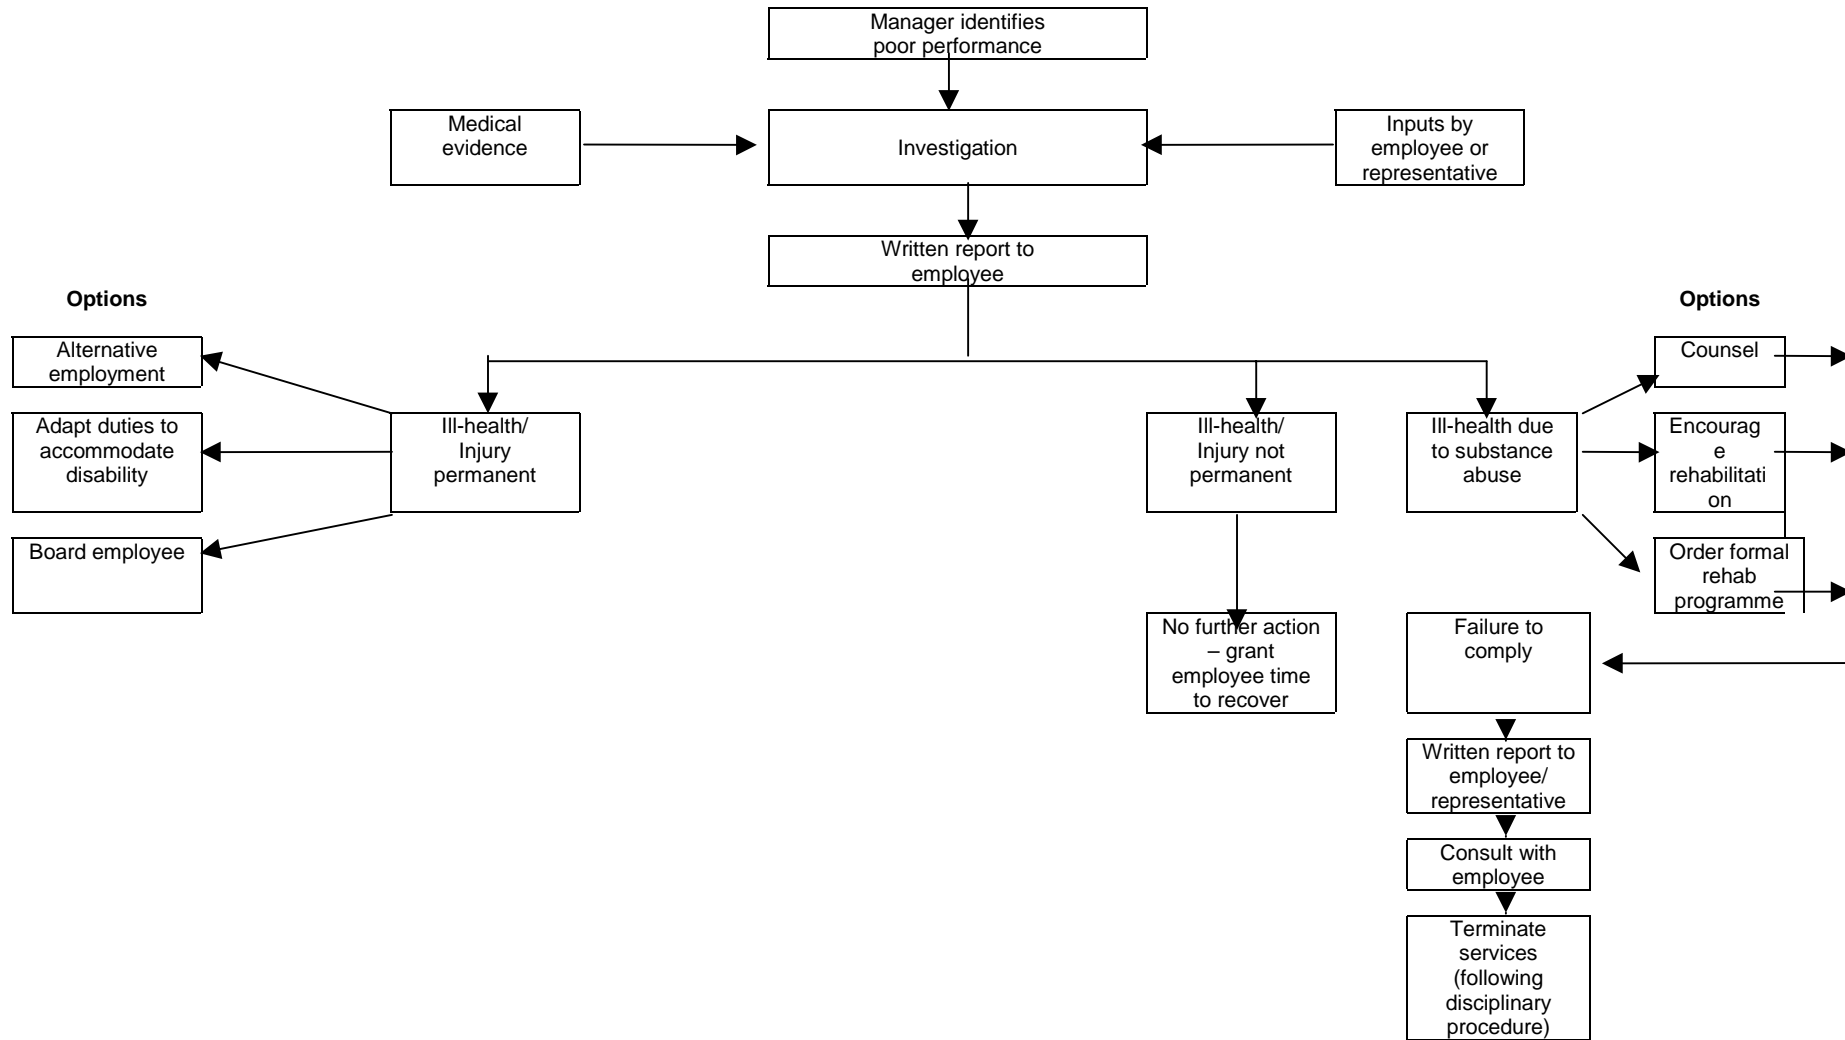 Manager identifies
poor performance
Medical
evidence
Investigation
Inputs by
employee or
representative
Written report to
employee
Options
Options
Alternative
employment
Adapt duties to
accommodate
disability
Board employee
Ill-health/
Injury
permanent
Ill-health/
Injury not
permanent
Ill-health due
to substance
abuse
Counsel
Encourag
e
rehabilitati
on
Order formal
rehab
programme
No further action
– grant
employee time
to recover
Failure to
comply
Written report to
employee/
representative
Consult with
employee
Terminate
services
(following
disciplinary
procedure)